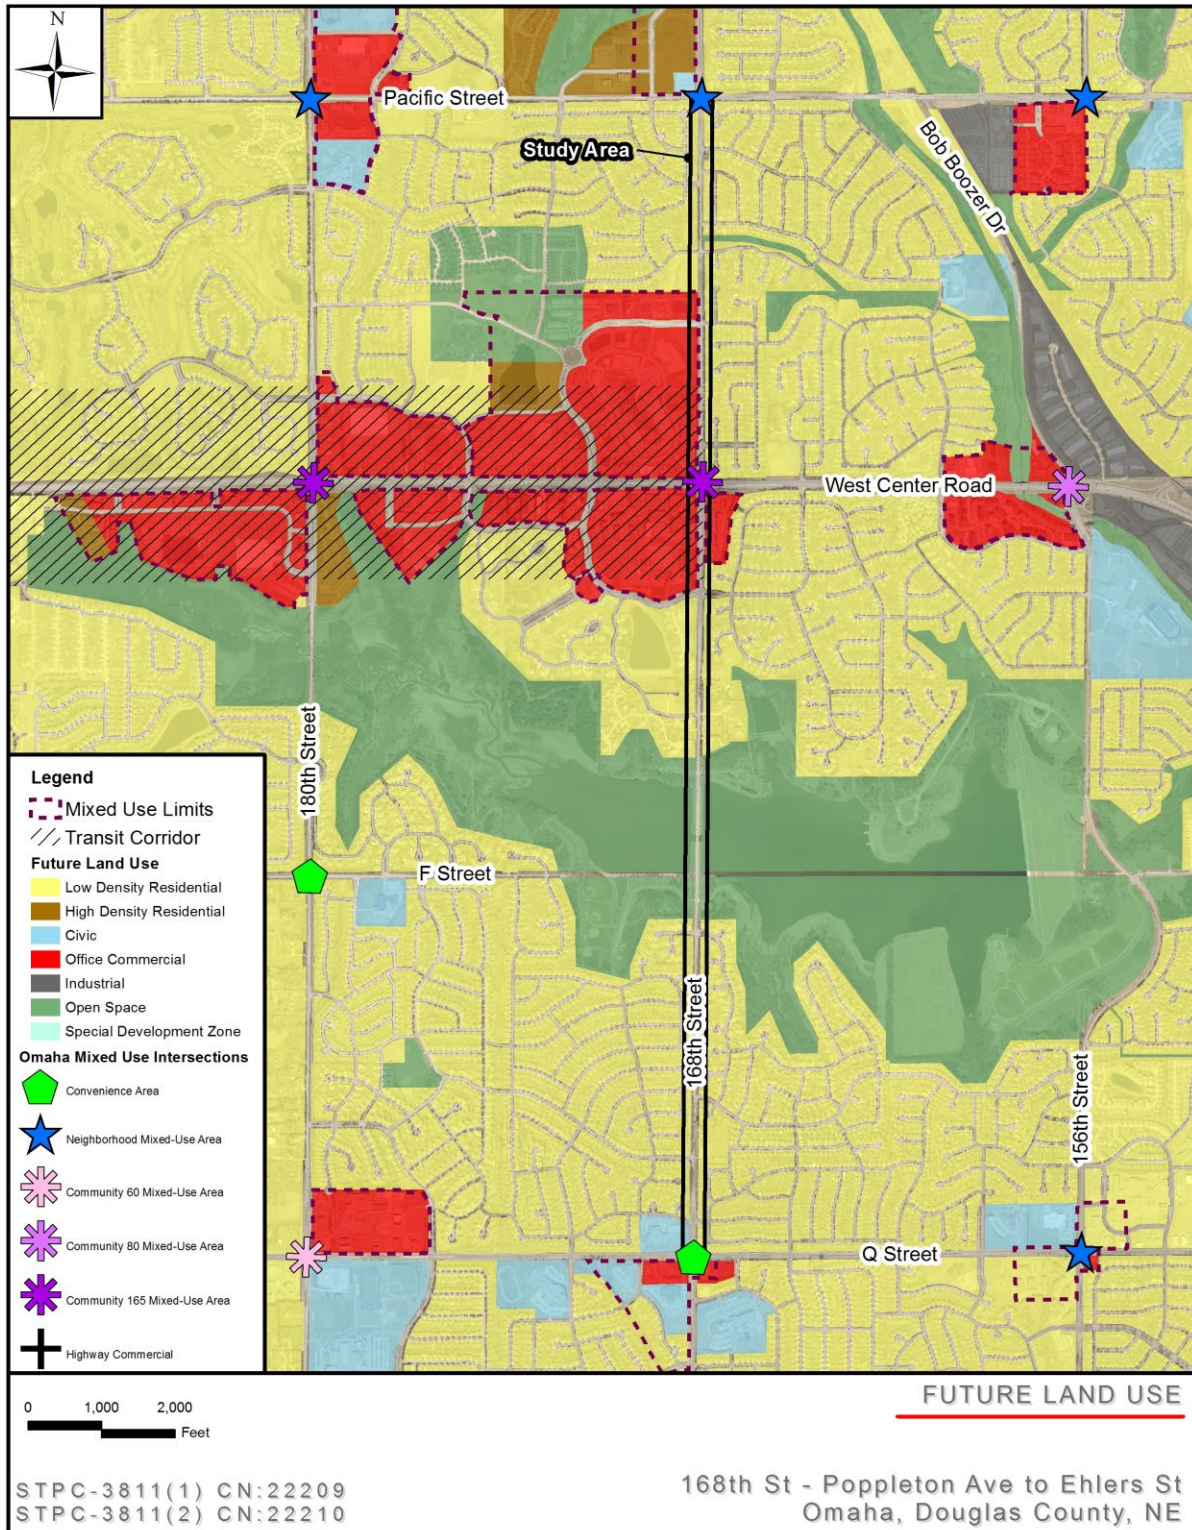 N
Pacific Street
Study Area
Bob Boozer Dr
West Center Road
180th Street
F Street
168th Street
156th Street
Q Street
Legend
Mixed Use Limits
Transit Corridor
Future Land Use
Low Density Residential
High Density Residential
Civic
Office Commercial
Industrial
Open Space
Special Development Zone
Omaha Mixed Use Intersections
Convenience Area
Neighborhood Mixed-Use Area
Community 60 Mixed-Use Area
Community 80 Mixed-Use Area
Community 165 Mixed-Use Area
Highway Commercial
0 1,000 2,000
Feet
FUTURE LAND USE
STPC-3811(1) CN:22209
STPC-3811(2) CN:22210
168th St - Poppleton Ave to Ehlers St
Omaha, Douglas County, NE